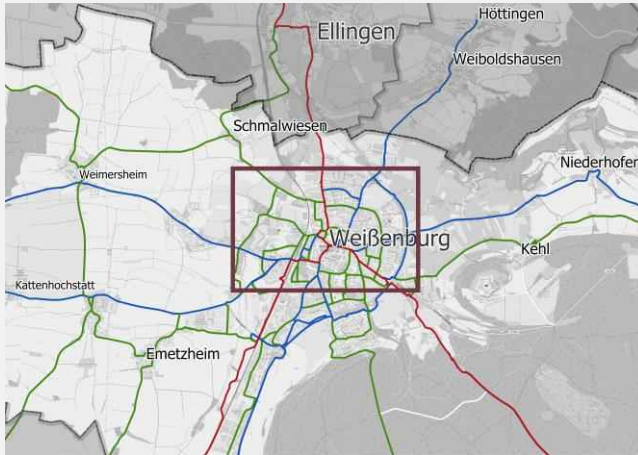 Höttingen
Ellingen
Weiboldshausen
Schmalwiesen
Niederhofen
Weimersheim
Weißenburg
Kehl
Kattenhochstatt
Emetzheim